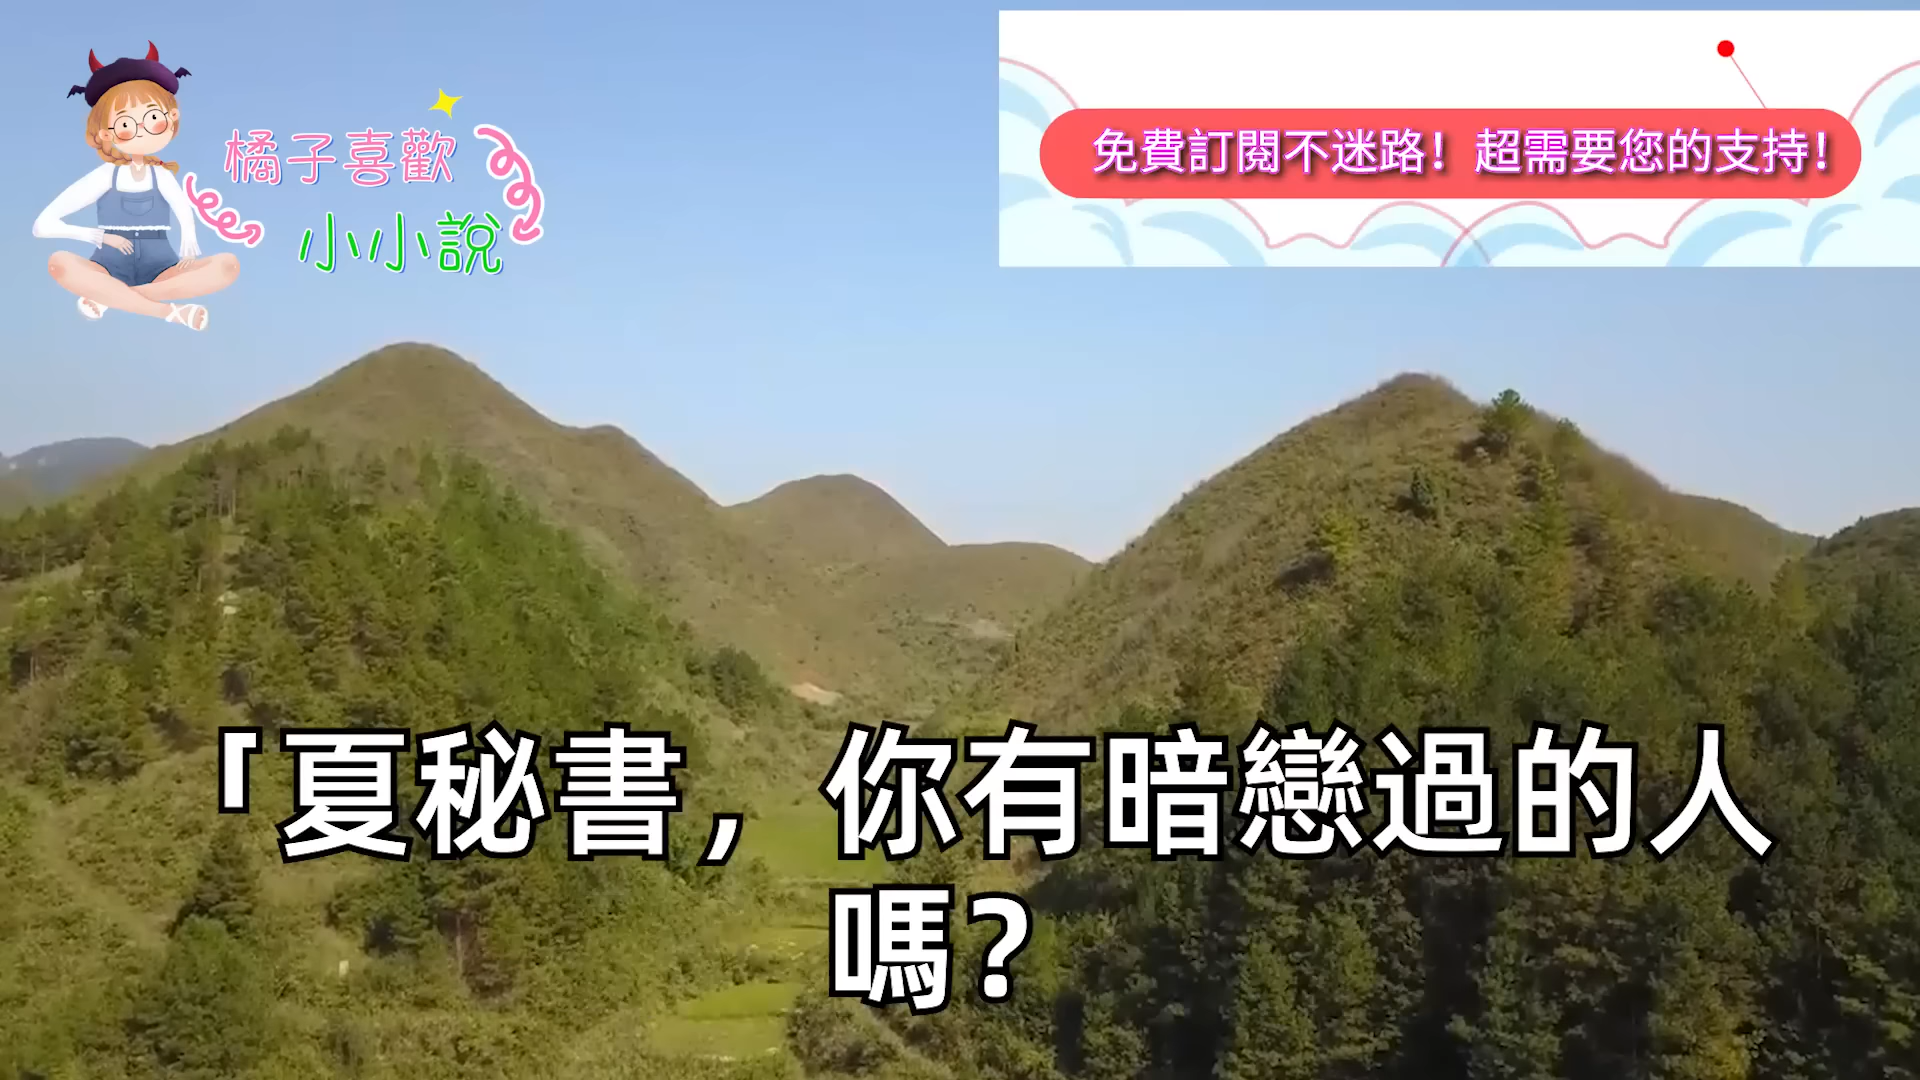 橘子喜歡
小小說
免費訂閱不迷路！超需要您的支持！
「夏秘書，你有暗戀過的人
嗎？